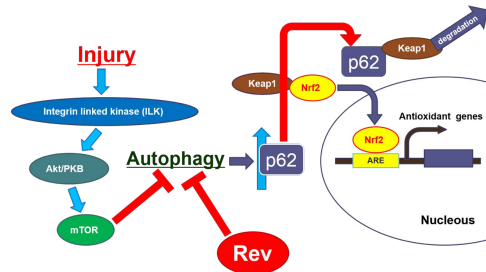 Injury
Integrin linked kinase (ILK)
Akt/PKB
mTOR
Autophagy
Rev
p62
Keap1
Nrf2
p62
Keap1
degradation
Antioxidant genes
Nrf2
ARE
Nucleous